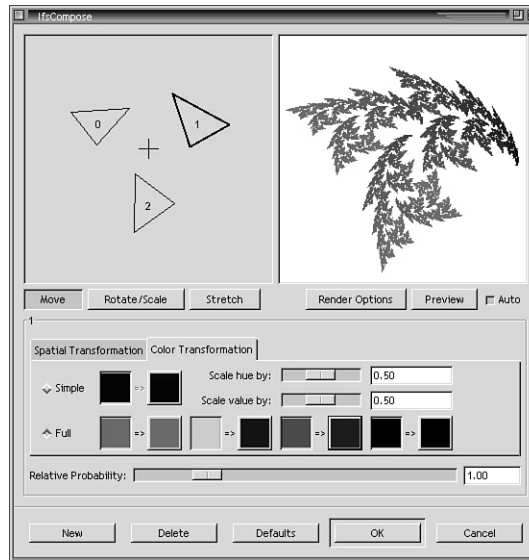 IfsCompose
0
1
2
Move Rotate/Scale Stretch Render Options Preview Auto
1
Spatial Transformation Color Transformation
Simple => Scale hue by: 0.50
Scale value by: 0.50
Full => => => =>
Relative Probability: 1.00
New Delete Defaults OK Cancel